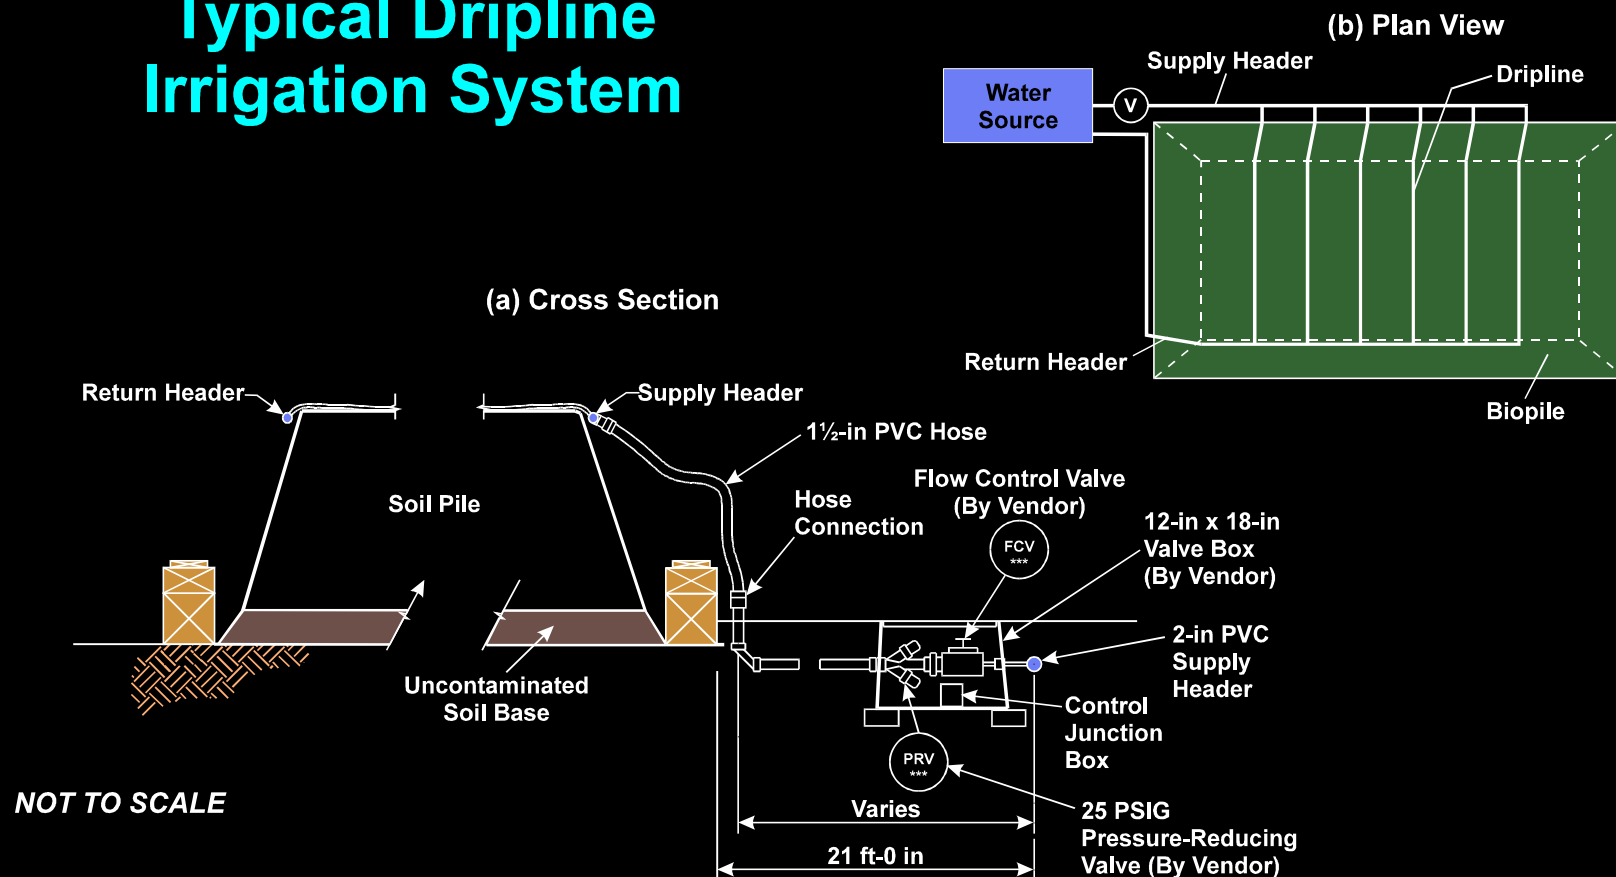 Typical Dripline
Irrigation System
(b) Plan View
Supply Header
Dripline
Water
Source
V
Return Header
Biopile
(a) Cross Section
Return Header
Supply Header
1½-in PVC Hose
Soil Pile
Hose
Connection
Flow Control Valve
(By Vendor)
FCV
***
12-in x 18-in
Valve Box
(By Vendor)
2-in PVC
Supply
Header
Uncontaminated
Soil Base
Control
Junction
Box
PRV
***
NOT TO SCALE
Varies
25 PSIG
Pressure-Reducing
Valve (By Vendor)
21 ft-0 in